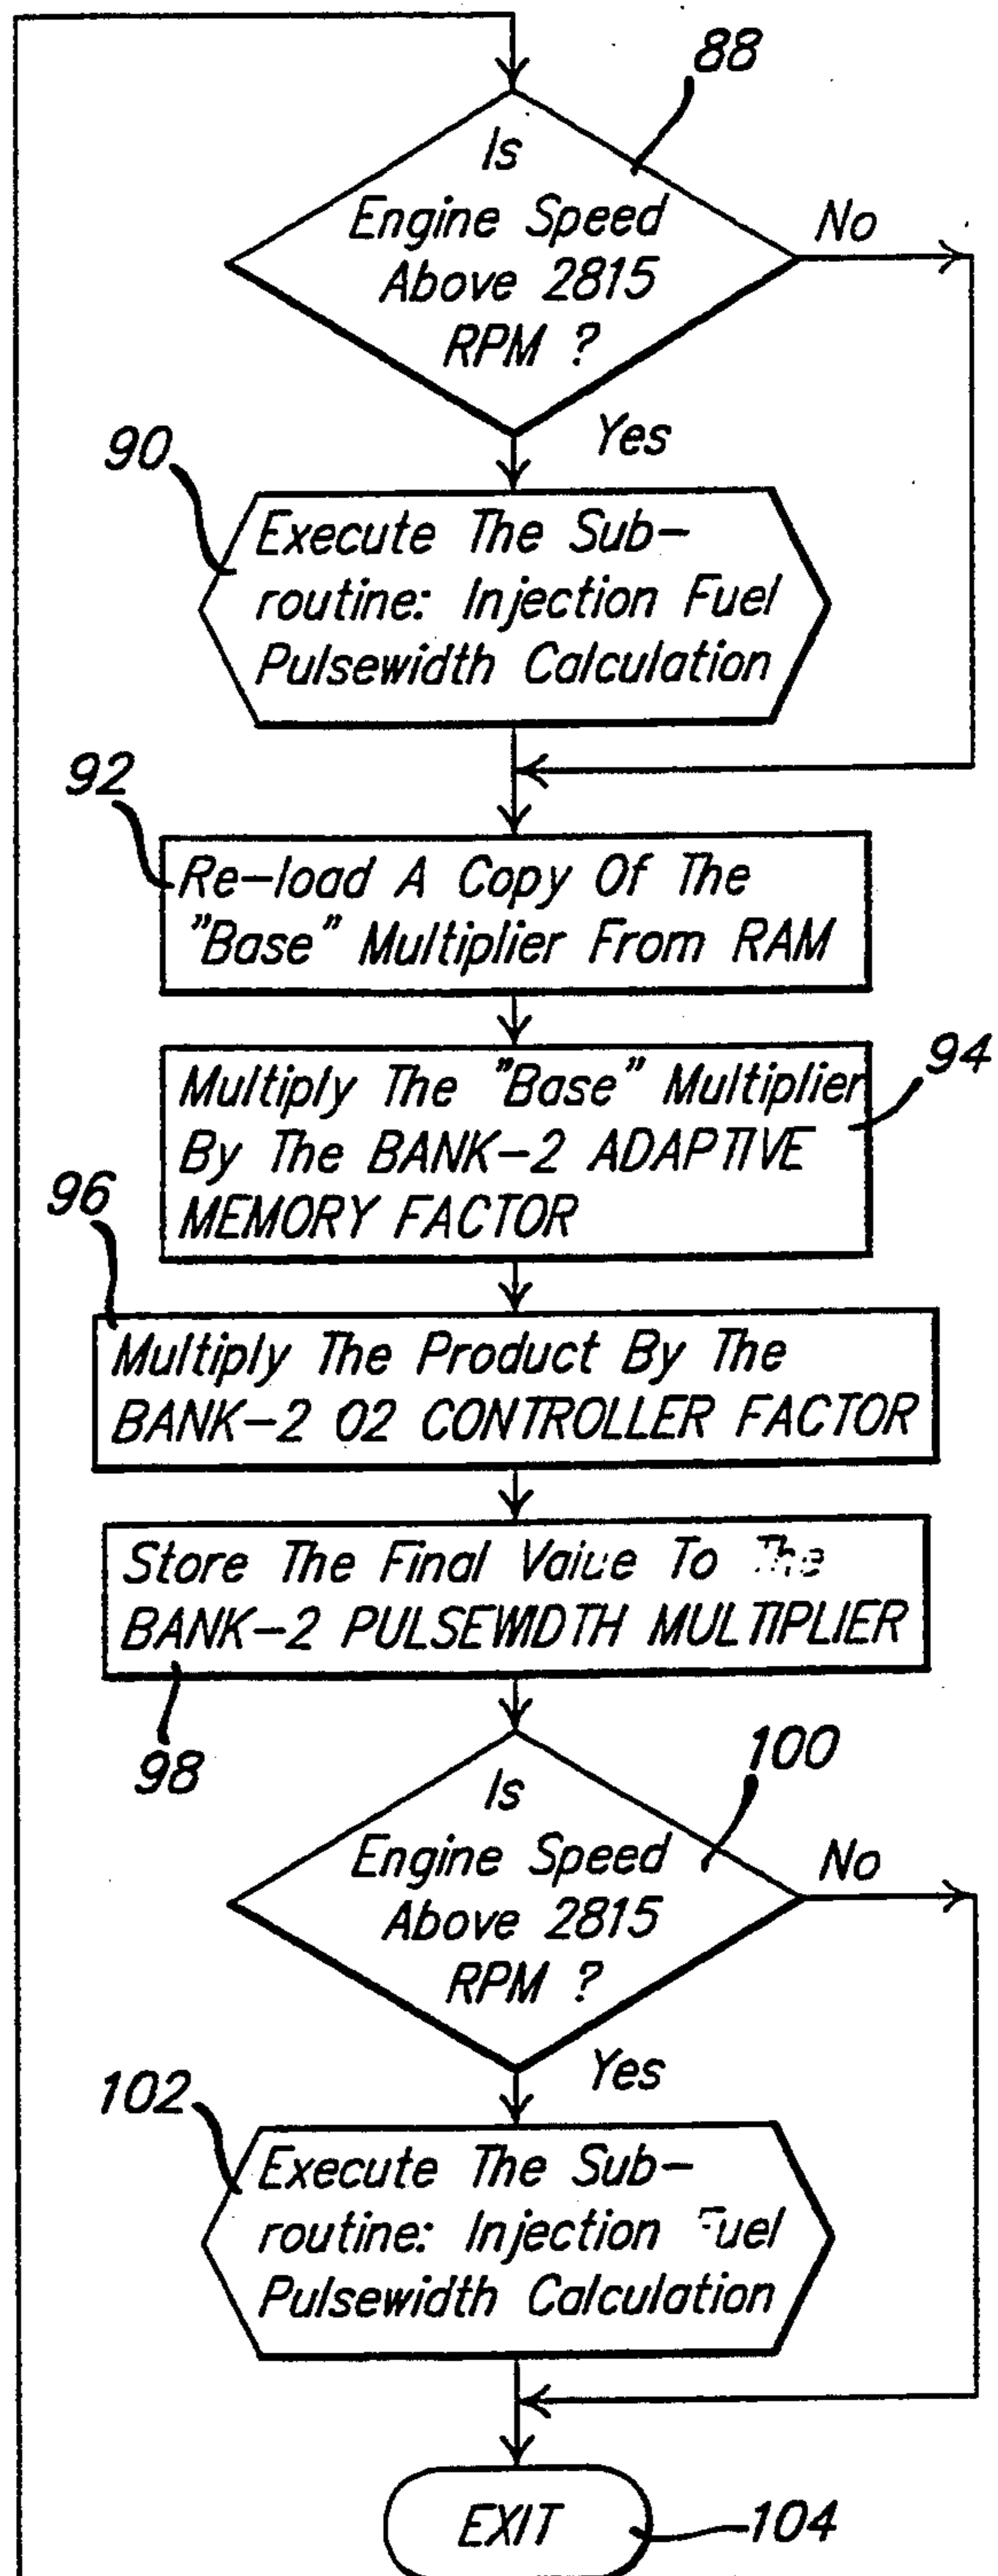 88
Is
Engine Speed
Above 2815
RPM ?
No
Yes
90
Execute The Sub-
routine: Injection Fuel
Pulsewidth Calculation
92
Re-load A Copy Of The
"Base" Multiplier From RAM
94
Multiply The "Base" Multiplier
By The BANK-2 ADAPTIVE
MEMORY FACTOR
96
Multiply The Product By The
BANK-2 O2 CONTROLLER FACTOR
Store The Final Value To The
BANK-2 PULSEWIDTH MULTIPLIER
98
100
Is
Engine Speed
Above 2815
RPM ?
No
Yes
102
Execute The Sub-
routine: Injection Fuel
Pulsewidth Calculation
EXIT
104